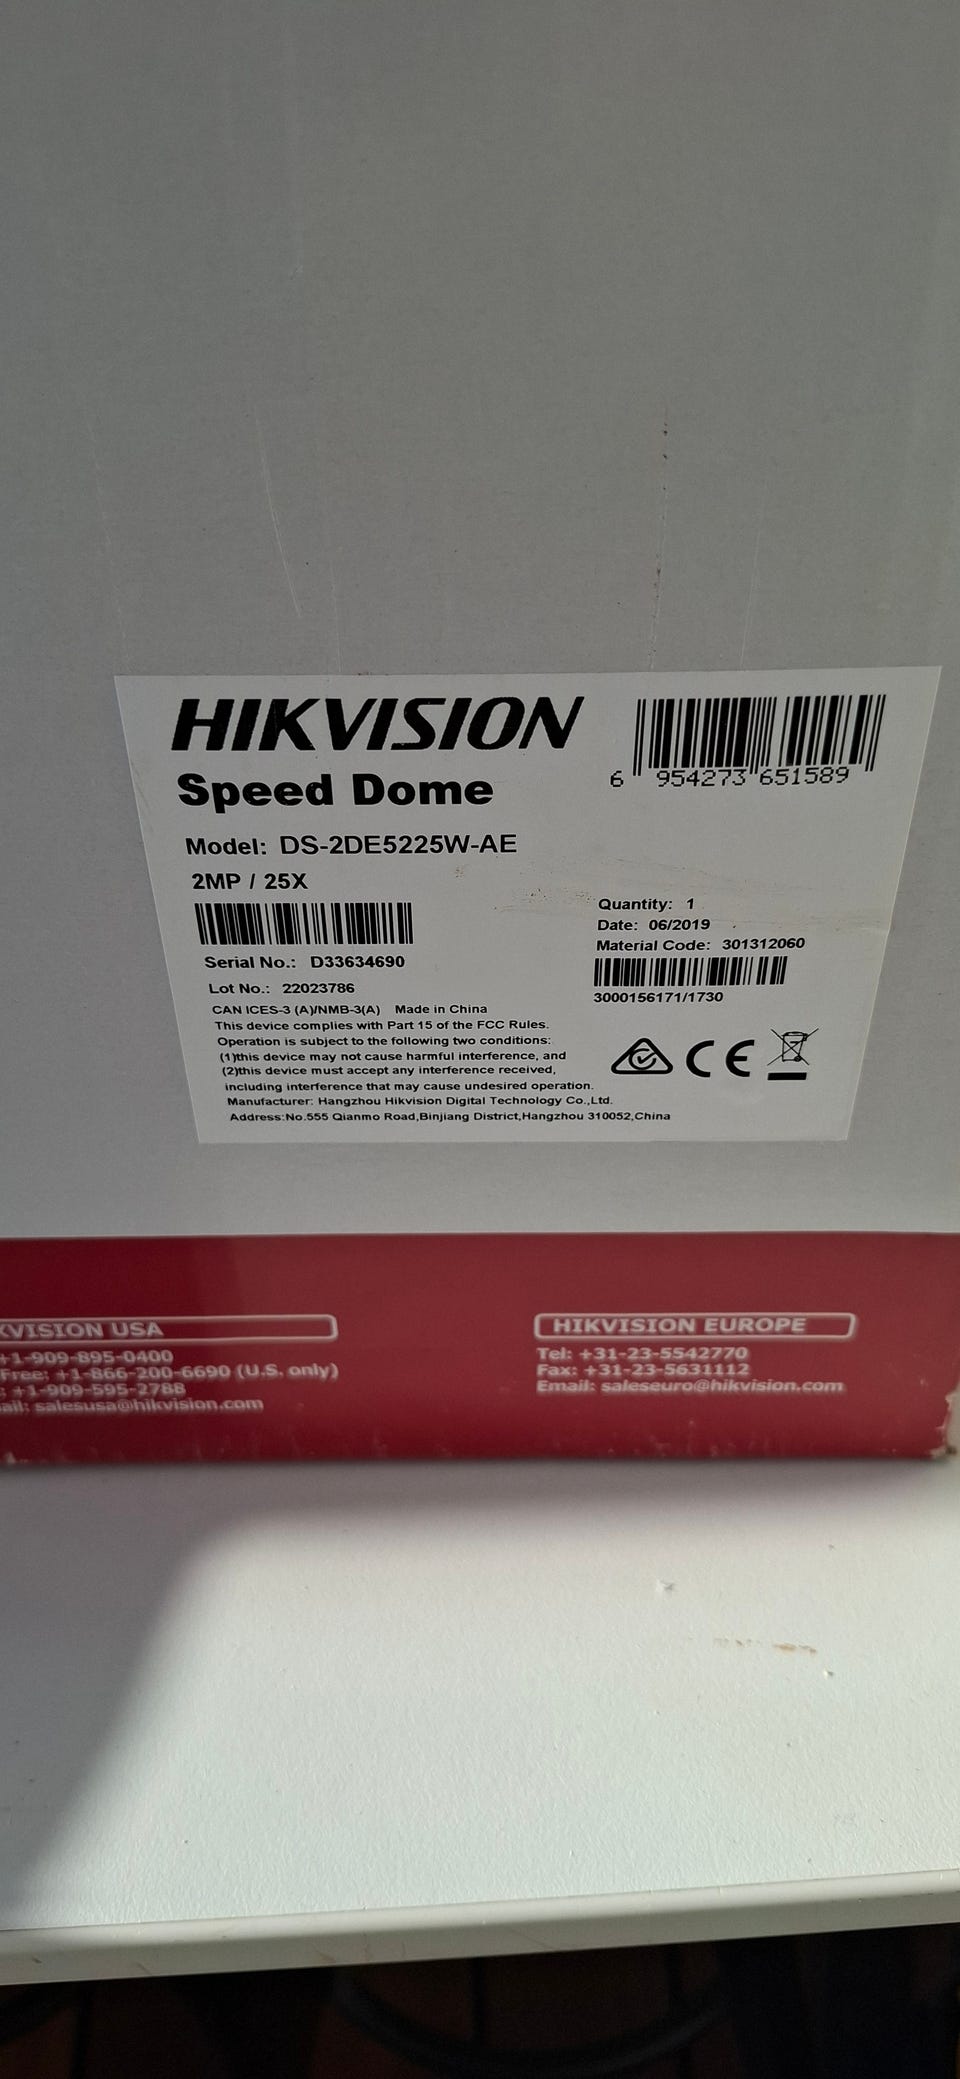 HIKVISION
Speed Dome
Model: DS-2DE5225W-AE
2MP / 25X
Serial No.: D33634690
Lot No.: 22023786
6 954273 651589
Quantity: 1
Date: 06/2019
Material Code: 301312060
3000156171/1730
CAN ICES-3 (A)/NMB-3(A) Made in China
This device complies with Part 15 of the FCC Rules.
Operation is subject to the following two conditions:
(1)this device may not cause harmful interference, and
(2)this device must accept any interference received,
including interference that may cause undesired operation.
Manufacturer: Hangzhou Hikvision Digital Technology Co.,Ltd.
Address:No.555 Qianmo Road,Binjiang District,Hangzhou 310052,China
CE
KVISION USA
+1-909-895-0400
Free: +1-866-200-6690 (U.S. only)
: +1-909-595-2788
ail: salesusa@hikvision.com
HIKVISION EUROPE
Tel: +31-23-5542770
Fax: +31-23-5631112
Email: saleseuro@hikvision.com